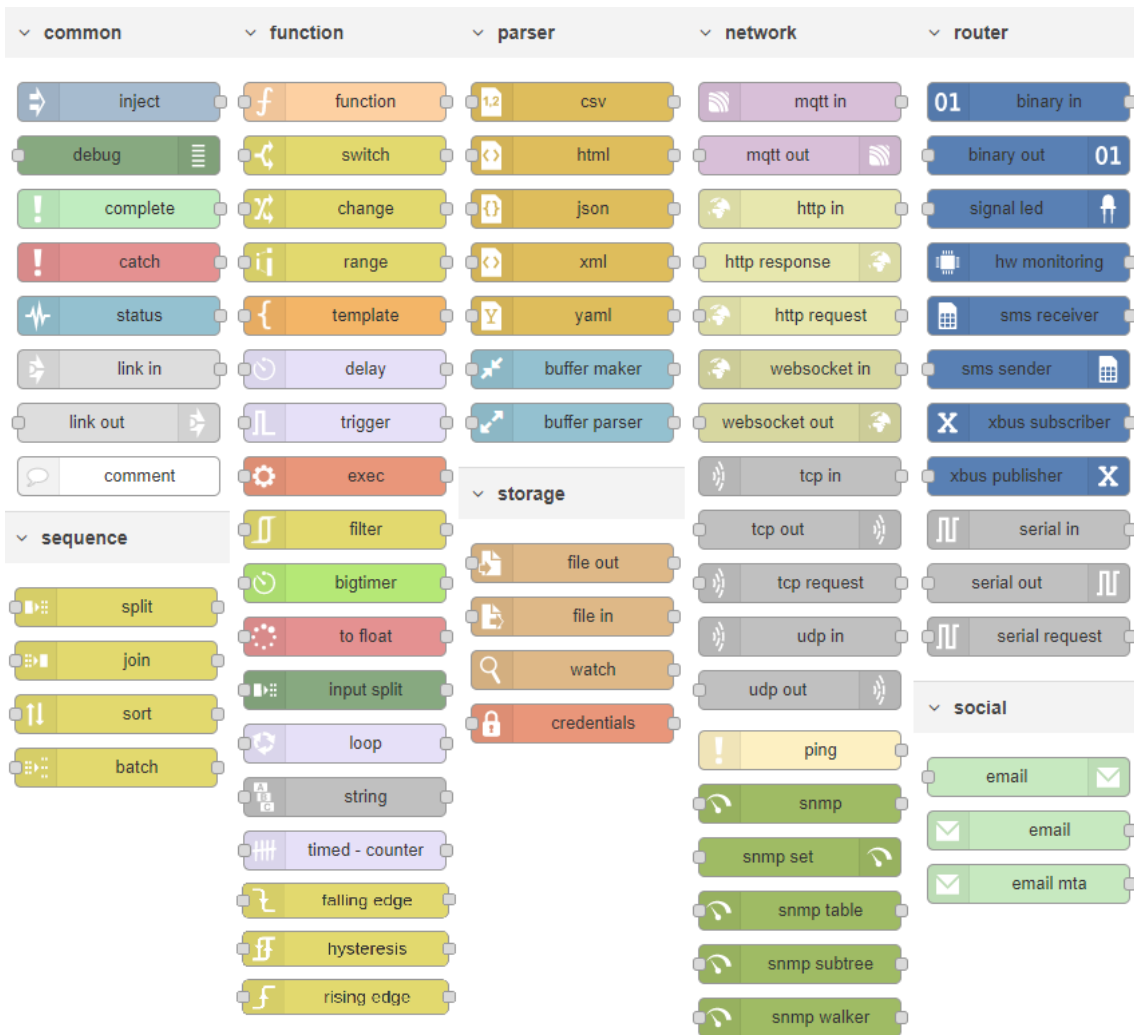 common
inject
debug
complete
catch
status
link in
link out
comment
sequence
split
join
sort
batch
function
function
switch
change
range
template
delay
trigger
exec
filter
bigtimer
to float
input split
loop
A
B
C
string
timed - counter
falling edge
hysteresis
rising edge
parser
1,2
csv
html
json
xml
Y
yaml
buffer maker
buffer parser
storage
file out
file in
watch
credentials
network
mqtt in
mqtt out
http in
http response
http request
websocket in
websocket out
tcp in
tcp out
tcp request
udp in
udp out
ping
snmp
snmp set
snmp table
snmp subtree
snmp walker
router
01 binary in
binary out 01
signal led
hw monitoring
sms receiver
sms sender
X xbus subscriber
xbus publisher X
serial in
serial out
serial request
social
email
email
email mta